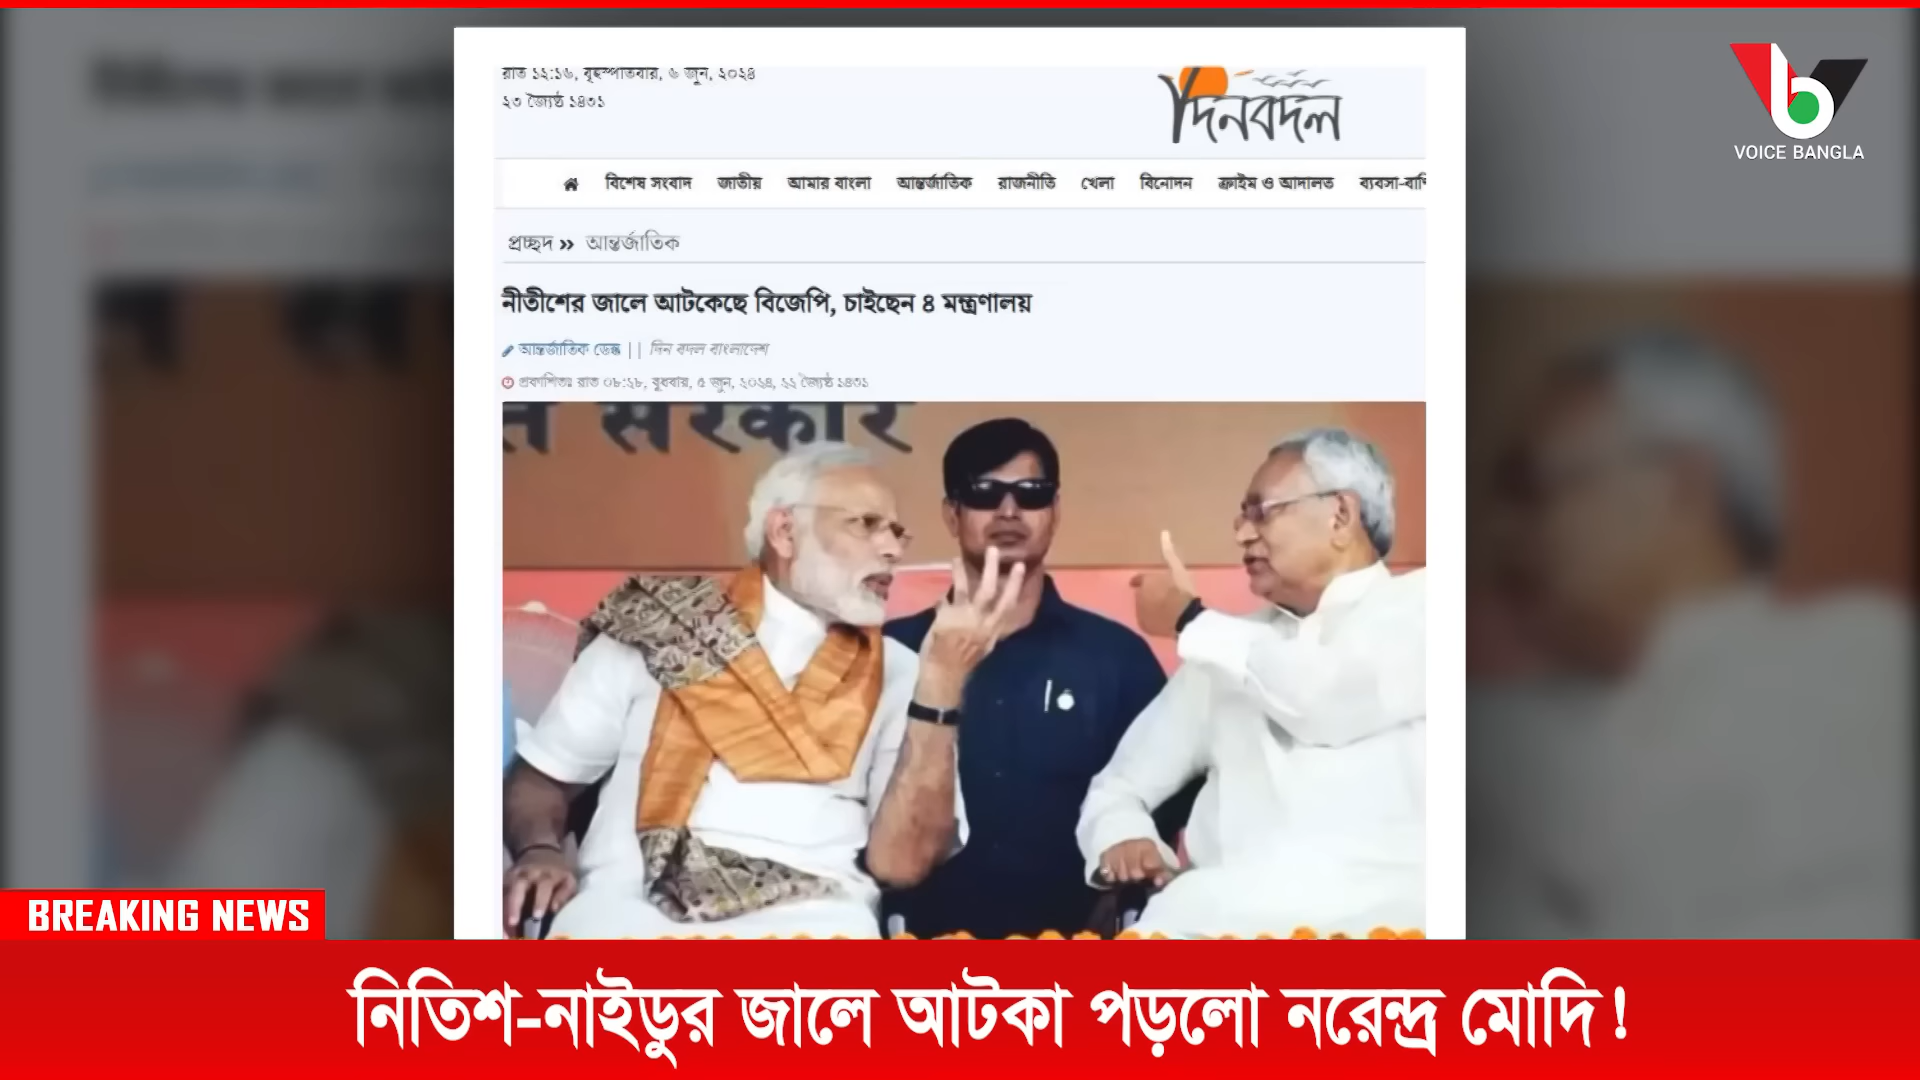 রাত ১২:১৬, বৃহস্পতিবার, ৬ জুন, ২০২৪
২৩ জ্যৈষ্ঠ ১৪৩১
দিনবদল
VOICE BANGLA
বিশেষ সংবাদ জাতীয় আমার বাংলা আন্তর্জাতিক রাজনীতি খেলা বিনোদন ক্রাইম ও আদালত ব্যবসা-বাণি
প্রচ্ছদ » আন্তর্জাতিক
নীতীশের জালে আটকেছে বিজেপি, চাইছেন ৪ মন্ত্রণালয়
আন্তর্জাতিক ডেস্ক || দিন বদল বাংলাদেশ
প্রকাশিতঃ রাত ০৮:২৮, বুধবার, ৫ জুন, ২০২৪, ২২ জ্যৈষ্ঠ ১৪৩১
त सरकार
BREAKING NEWS
নিতিশ-নাইডুর জালে আটকা পড়লো নরেন্দ্র মোদি!